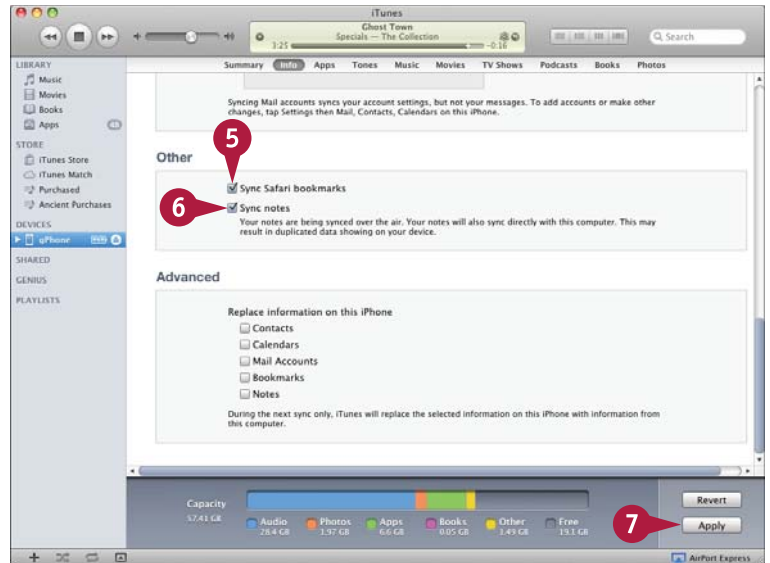 iTunes
Ghost Town
Specials — The Collection
3:25
-0:16
Search
LIBRARY
Music
Movies
Books
Apps
STORE
iTunes Store
iTunes Match
Purchased
Ancient Purchases
DEVICES
gPhone
SHARED
GENIUS
PLAYLISTS
Summary Info Apps Tones Music Movies TV Shows Podcasts Books Photos
Syncing Mail accounts syncs your account settings, but not your messages. To add accounts or make other
changes, tap Settings then Mail, Contacts, Calendars on this iPhone.
5
Other
Sync Safari bookmarks
6
Sync notes
Your notes are being synced over the air. Your notes will also sync directly with this computer. This may
result in duplicated data showing on your device.
Advanced
Replace information on this iPhone
Contacts
Calendars
Mail Accounts
Bookmarks
Notes
During the next sync only, iTunes will replace the selected information on this iPhone with information from
this computer.
Capacity
57.41 GB
Audio
28.4 GB
Photos
1.97 GB
Apps
6.6 GB
Books
0.05 GB
Other
1.49 GB
Free
19.1 GB
Revert
7
Apply
AirPort Express